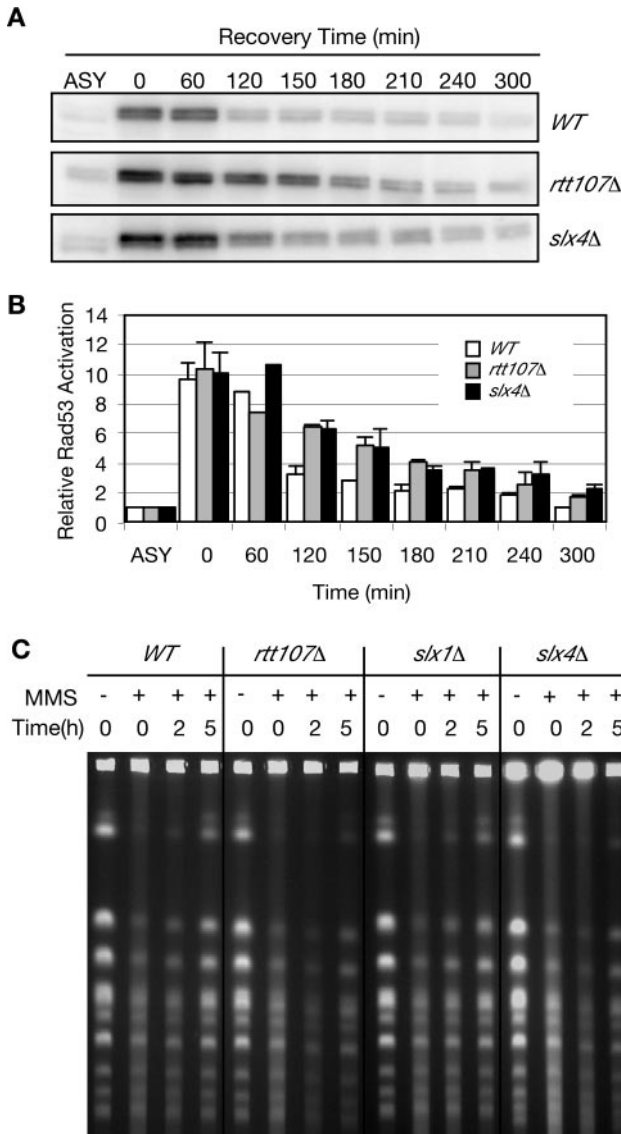 A
Recovery Time (min)
ASY 0 60 120 150 180 210 240 300
WT
rtt107Δ
slx4Δ
B
14
12
10
8
6
4
2
0
Relative Rad53 Activation
WT
rtt107Δ
slx4Δ
ASY 0 60 120 150 180 210 240 300
Time (min)
C
WT rtt107Δ slx1Δ slx4Δ
MMS - + + + - + + + - + + + - + + +
Time(h) 0 0 2 5 0 0 2 5 0 0 2 5 0 0 2 5